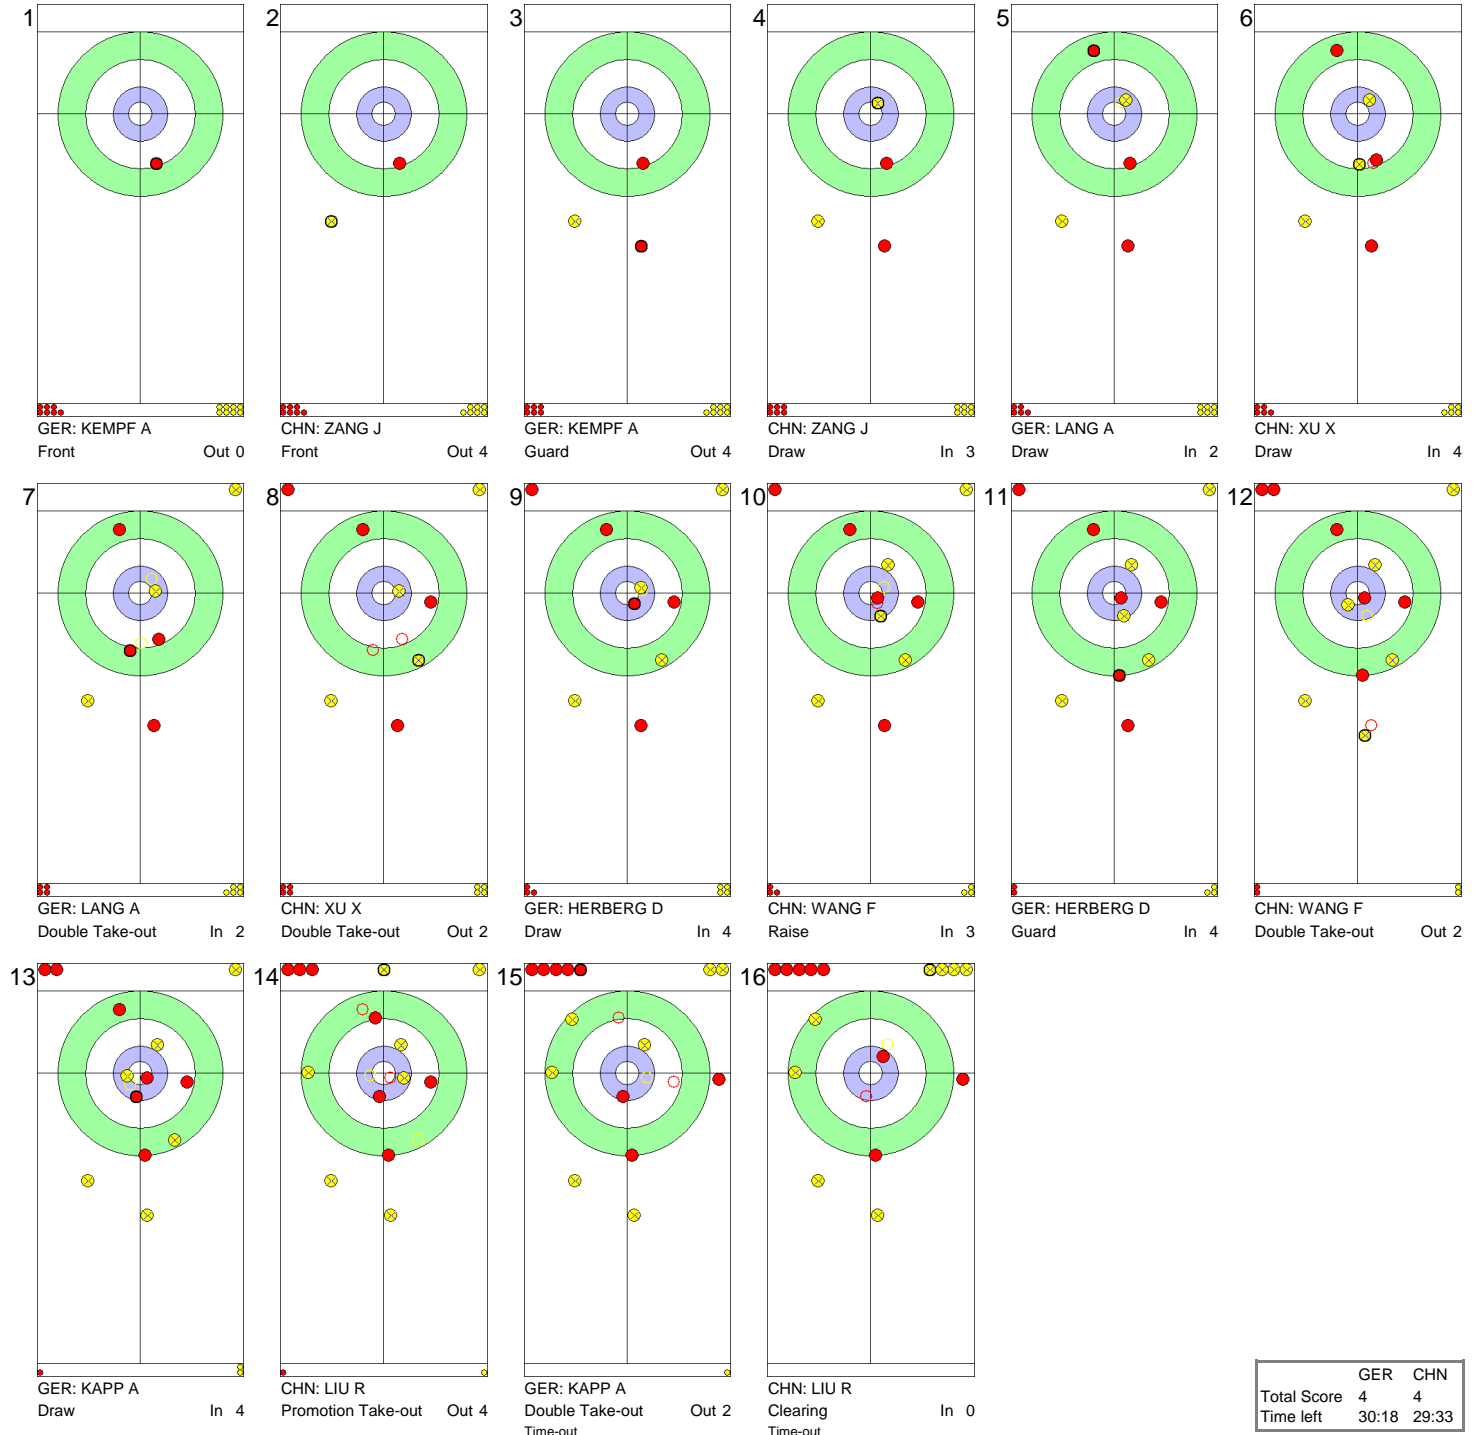 1 2 3 4 5 6
GER: KEMPF A CHN: ZANG J GER: KEMPF A CHN: ZANG J GER: LANG A CHN: XU X
Front Out 0 Front Out 4 Guard Out 4 Draw In 3 Draw In 2 Draw In 4
7 8 9 10 11 12
GER: LANG A CHN: XU X GER: HERBERG D CHN: WANG F GER: HERBERG D CHN: WANG F
Double Take-out In 2 Double Take-out Out 2 Draw In 4 Raise In 3 Guard In 4 Double Take-out Out 2
13 14 15 16
GER: KAPP A CHN: LIU R GER: KAPP A CHN: LIU R
Draw In 4 Promotion Take-out Out 4 Double Take-out Out 2 Clearing In 0
Time-out Time-out
GER CHN
Total Score 4 4
Time left 30:18 29:33